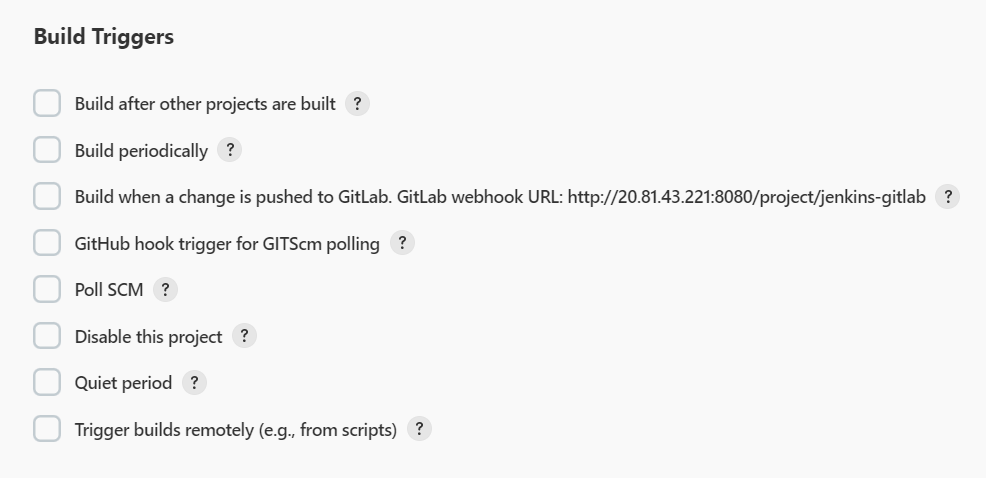 Build Triggers
Build after other projects are built ?
Build periodically ?
Build when a change is pushed to GitLab. GitLab webhook URL: http://20.81.43.221:8080/project/jenkins-gitlab ?
GitHub hook trigger for GITScm polling ?
Poll SCM ?
Disable this project ?
Quiet period ?
Trigger builds remotely (e.g., from scripts) ?